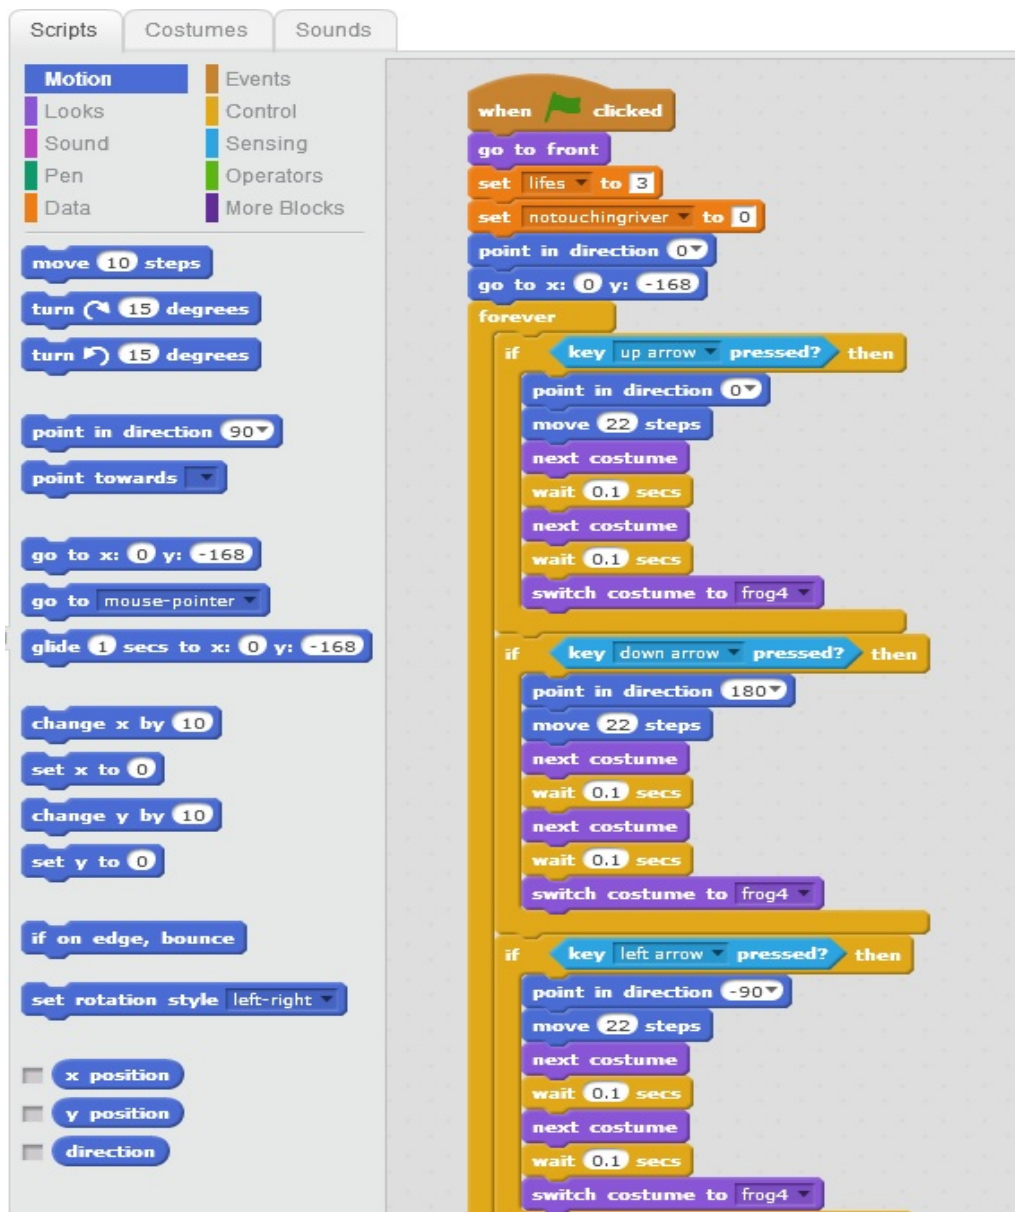 Scripts Costumes Sounds
Motion Events
Looks Control
Sound Sensing
Pen Operators
Data More Blocks
move 10 steps
turn 15 degrees
turn 15 degrees
point in direction 90
point towards
go to x: 0 y: -168
go to mouse-pointer
glide 1 secs to x: 0 y: -168
change x by 10
set x to 0
change y by 10
set y to 0
if on edge, bounce
set rotation style left-right
x position
y position
direction
when clicked
go to front
set lifes to 3
set notouchingriver to 0
point in direction 0
go to x: 0 y: -168
forever
if key up arrow pressed? then
point in direction 0
move 22 steps
next costume
wait 0.1 secs
next costume
wait 0.1 secs
switch costume to frog4
if key down arrow pressed? then
point in direction 180
move 22 steps
next costume
wait 0.1 secs
next costume
wait 0.1 secs
switch costume to frog4
if key left arrow pressed? then
point in direction -90
move 22 steps
next costume
wait 0.1 secs
next costume
wait 0.1 secs
switch costume to frog4